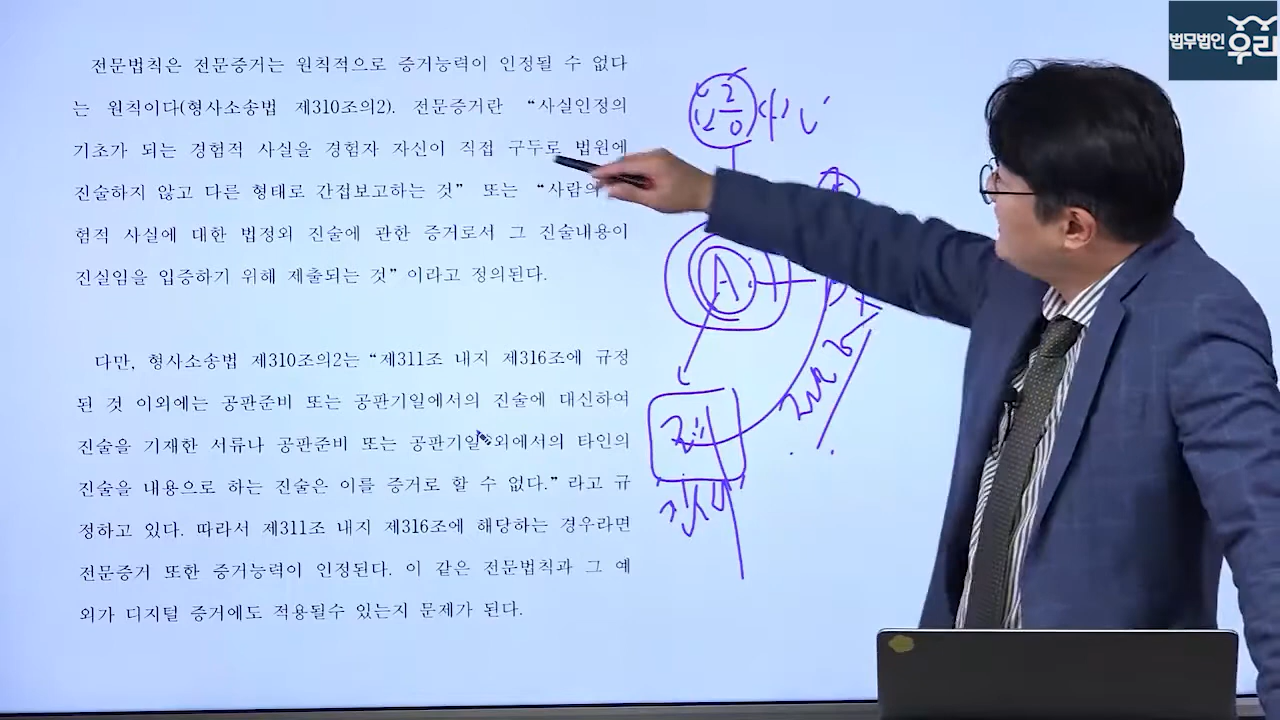 법무법인
우리
전문법칙은 전문증거는 원칙적으로 증거능력이 인정될 수 없다
는 원칙이다(형사소송법 제310조의2). 전문증거란 “사실인정의
기초가 되는 경험적 사실을 경험자 자신이 직접 구두로 법원에
진술하지 않고 다른 형태로 간접보고하는 것” 또는 “사람의
험적 사실에 대한 법정외 진술에 관한 증거로서 그 진술내용이
진실임을 입증하기 위해 제출되는 것” 이라고 정의된다.
다만, 형사소송법 제310조의2는 “제311조 내지 제316조에 규정
된 것 이외에는 공판준비 또는 공판기일에서의 진술에 대신하여
진술을 기재한 서류나 공판준비 또는 공판기일 외에서의 타인의
진술을 내용으로 하는 진술은 이를 증거로 할 수 없다.” 라고 규
정하고 있다. 따라서 제311조 내지 제316조에 해당하는 경우라면
전문증거 또한 증거능력이 인정된다. 이 같은 전문법칙과 그 예
외가 디지털 증거에도 적용될수 있는지 문제가 된다.
A